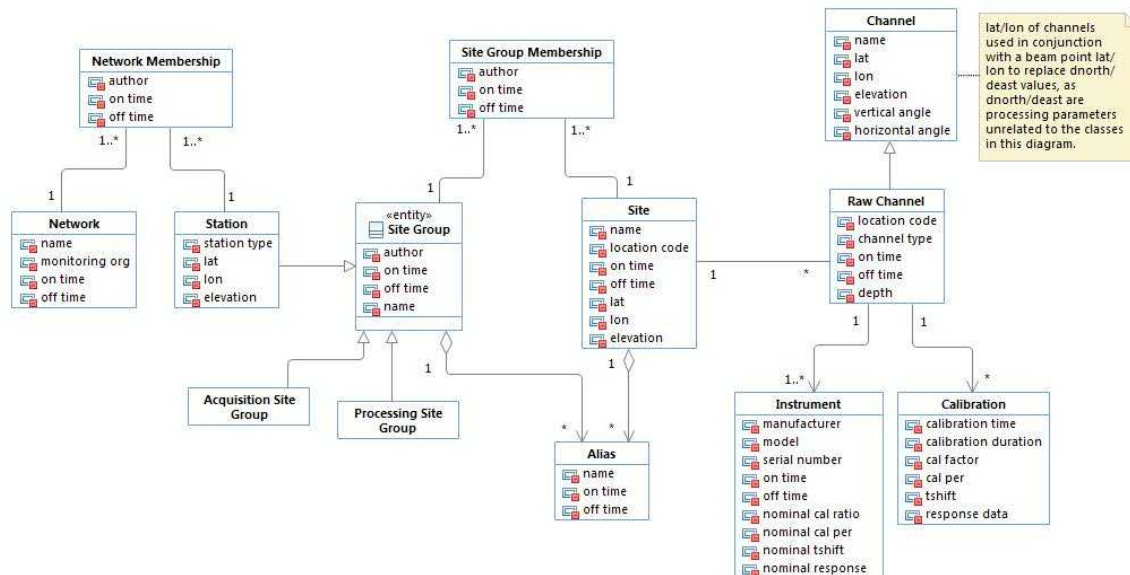 Network Membership
author
on time
off time
1..*
1..*
1
1
Network
name
monitoring org
on time
off time
Station
station type
lat
lon
elevation
Site Group Membership
author
on time
off time
1..*
1..*
1
1
«entity»
Site Group
author
on time
off time
name
Acquisition Site
Group
Processing Site
Group
1
*
Site
name
location code
on time
off time
lat
lon
elevation
1
*
1
*
Alias
name
on time
off time
Channel
name
lat
lon
elevation
vertical angle
horizontal angle
lat/lon of channels
used in conjunction
with a beam point lat/
lon to replace dnorth/
deast values, as
dnorth/deast are
processing parameters
unrelated to the classes
in this diagram.
Raw Channel
location code
channel type
on time
off time
depth
1
1
1..*
*
Instrument
manufacturer
model
serial number
on time
off time
nominal cal ratio
nominal cal per
nominal tshift
nominal response
Calibration
calibration time
calibration duration
cal factor
cal per
tshift
response data